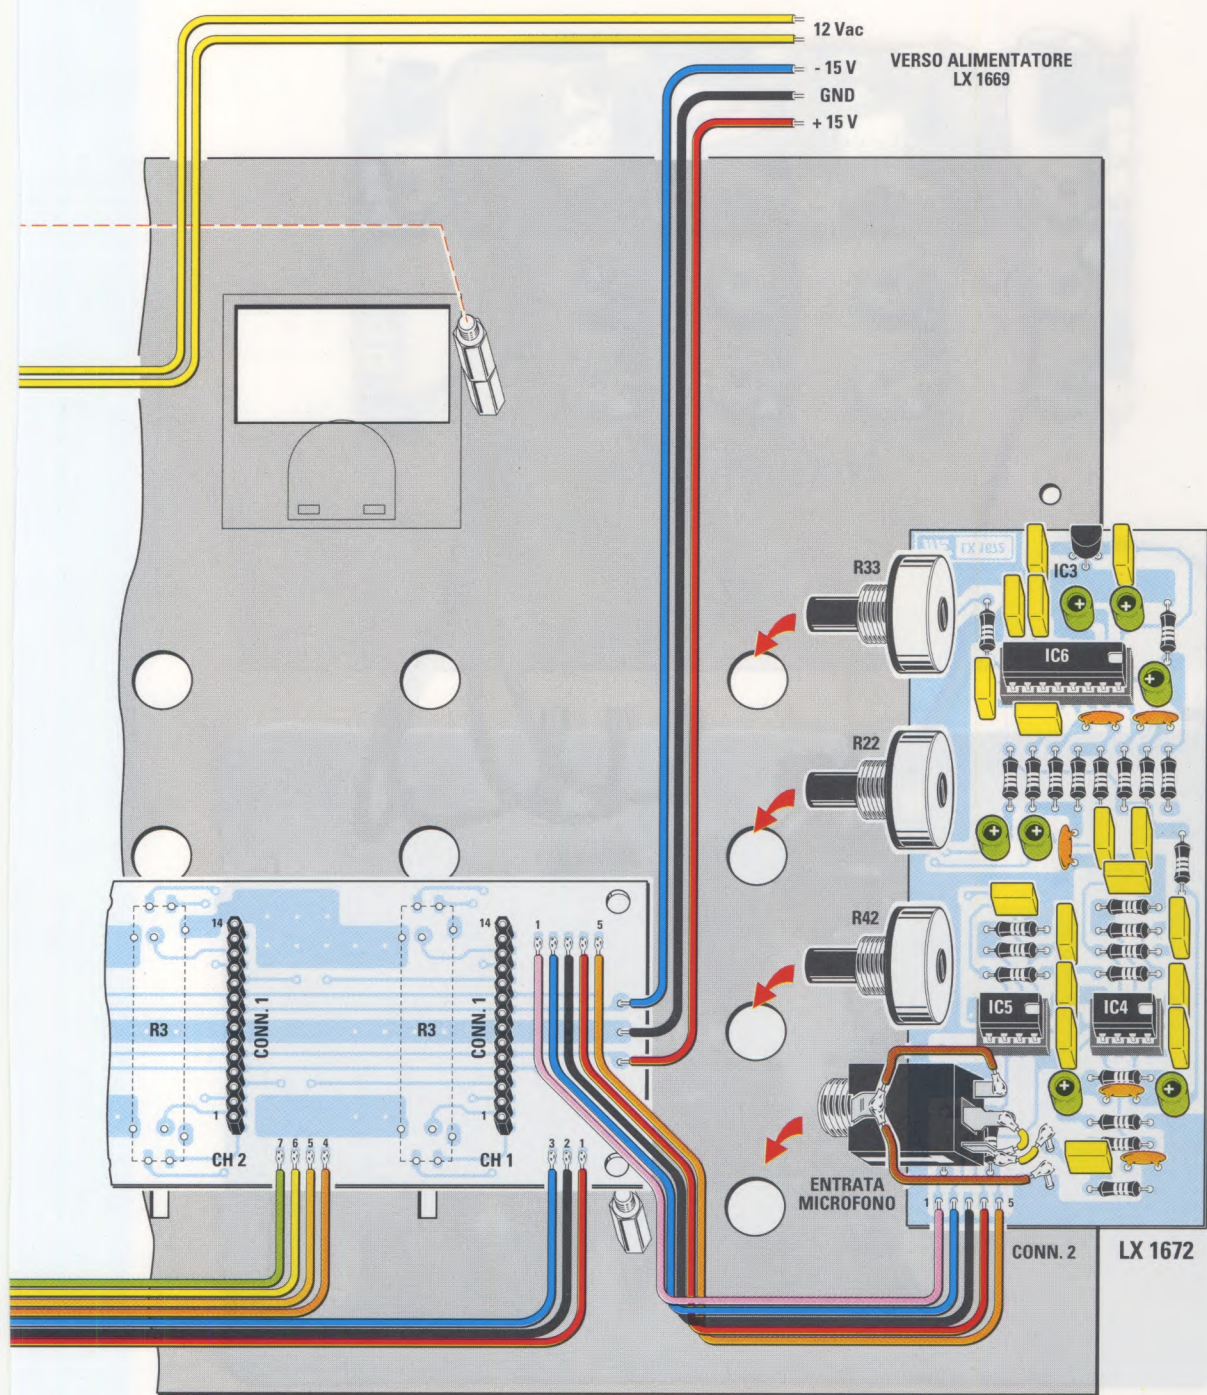 12 Vac
- 15 V
GND
+ 15 V
VERSO ALIMENTATORE
LX 1669
LX 1672
R33
IC3
IC6
R22
R42
IC5
IC4
14
14
1
5
R3
CONN. 1
R3
CONN. 1
1
1
CH 2
CH 1
7 6 5 4
3 2 1
ENTRATA
MICROFONO
1
5
CONN. 2
LX 1672